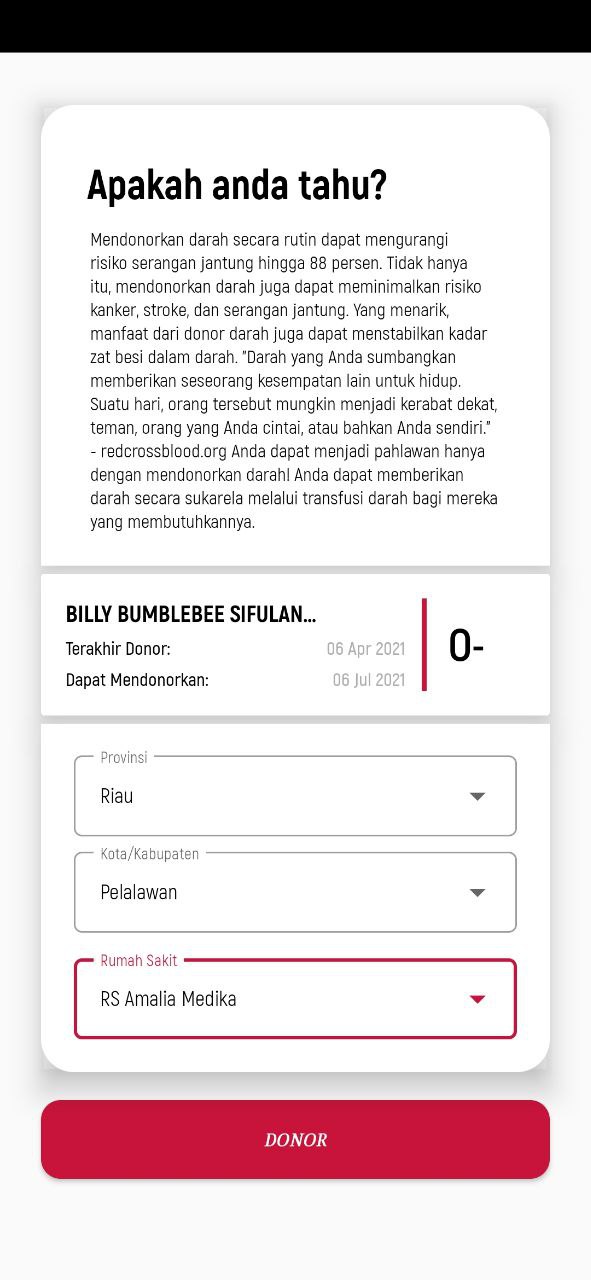 Apakah anda tahu?
Mendonorkan darah secara rutin dapat mengurangi
risiko serangan jantung hingga 88 persen. Tidak hanya
itu, mendonorkan darah juga dapat meminimalkan risiko
kanker, stroke, dan serangan jantung. Yang menarik,
manfaat dari donor darah juga dapat menstabilkan kadar
zat besi dalam darah. "Darah yang Anda sumbangkan
memberikan seseorang kesempatan lain untuk hidup.
Suatu hari, orang tersebut mungkin menjadi kerabat dekat,
teman, orang yang Anda cintai, atau bahkan Anda sendiri."
- redcrossblood.org Anda dapat menjadi pahlawan hanya
dengan mendonorkan darah! Anda dapat memberikan
darah secara sukarela melalui transfusi darah bagi mereka
yang membutuhkannya.
BILLY BUMBLEBEE SIFULAN...
Terakhir Donor: 06 Apr 2021
Dapat Mendonorkan: 06 Jul 2021
O-
Provinsi
Riau
Kota/Kabupaten
Pelalawan
Rumah Sakit
RS Amalia Medika
DONOR